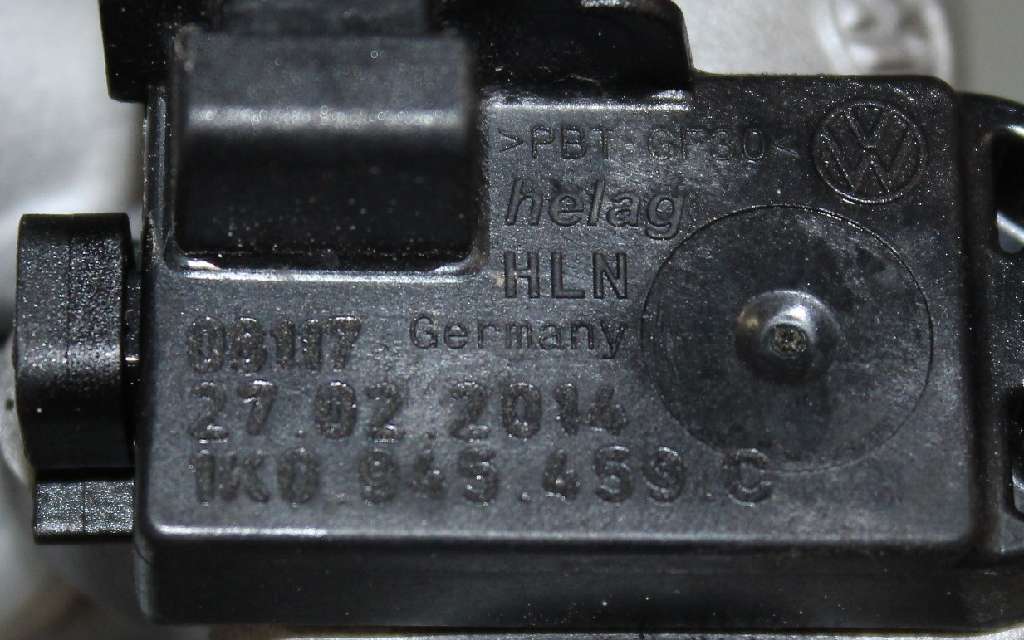 >PBT GF30<
helag
HLN
Germany
27.02.2014
1K0.945.459.C